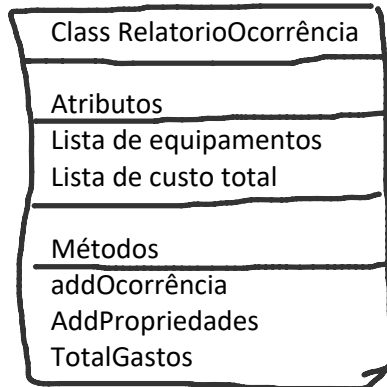 Class RelatorioOcorrência
Atributos
Lista de equipamentos
Lista de custo total
Métodos
addOcorrência
AddPropriedades
TotalGastos